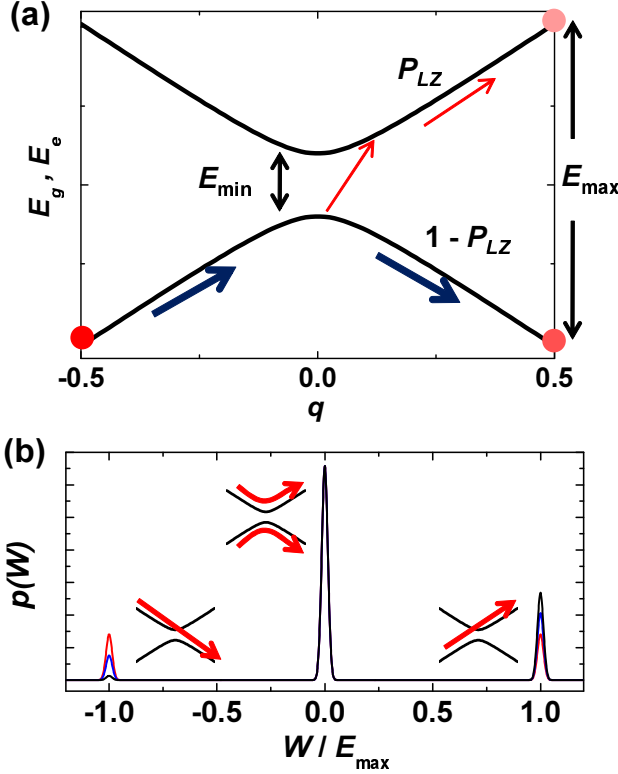 (a)
P_LZ
E_g , E_e
E_min
E_max
1 - P_LZ
-0.5 0.0 0.5
q
(b)
p(W)
-1.0 -0.5 0.0 0.5 1.0
W / E_max